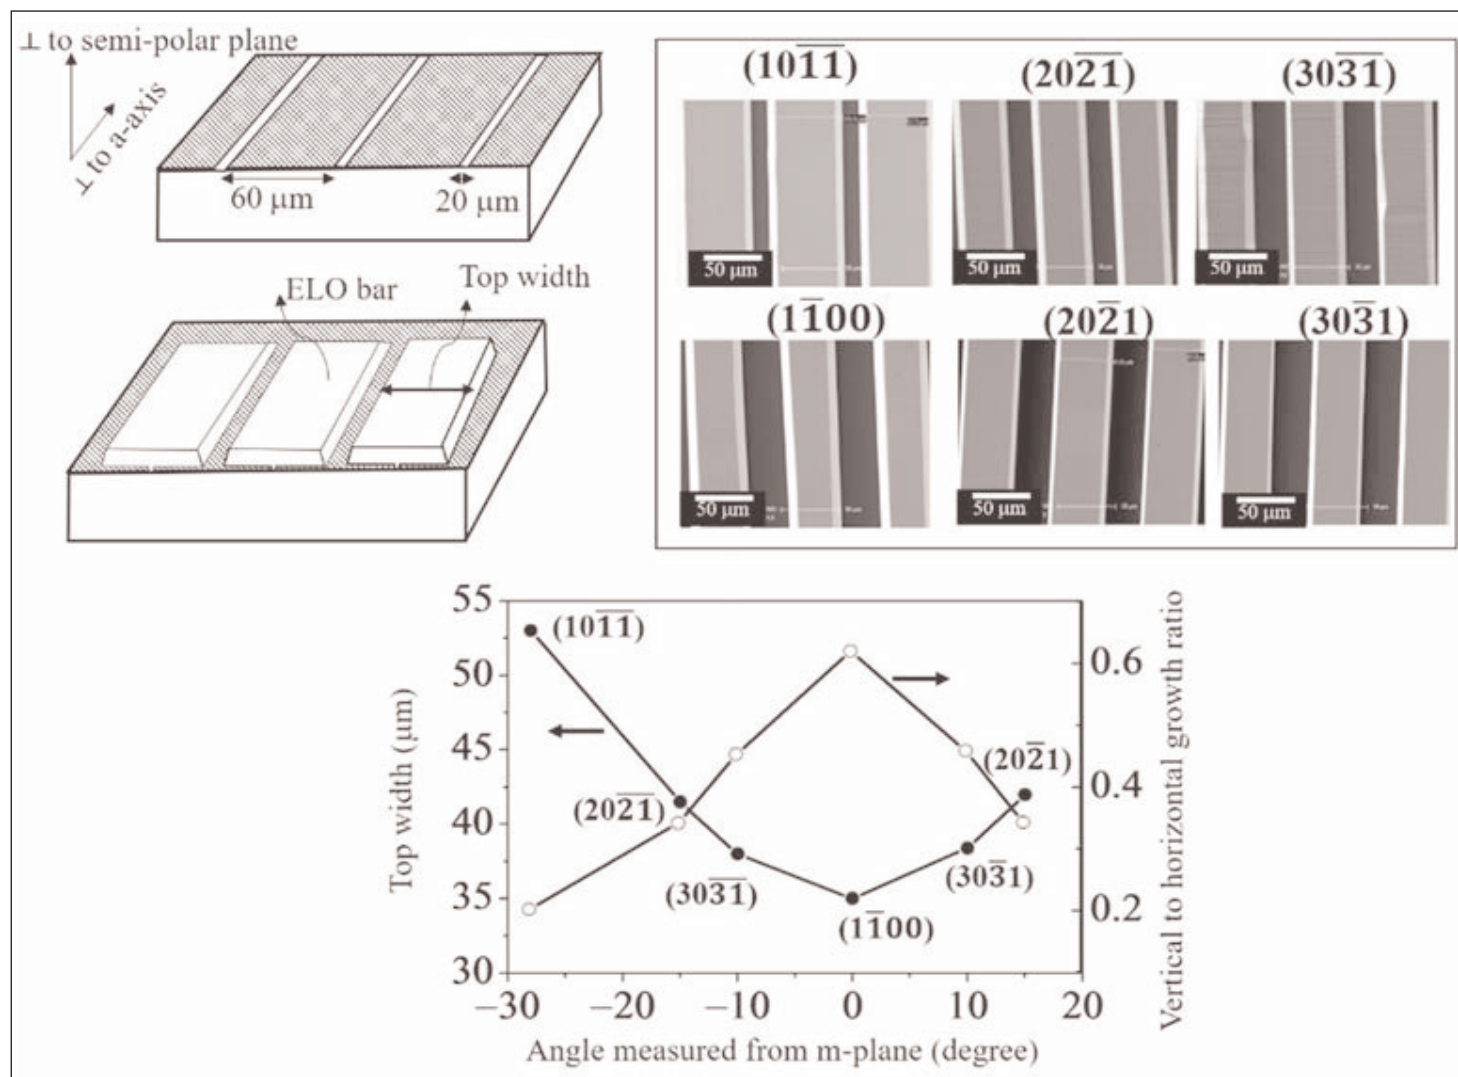 ⊥ to semi-polar plane
⊥ to a-axis
60 μm
20 μm
ELO bar
Top width
(101̅1̅)
(202̅1̅)
(303̅1̅)
50 μm
50 μm
50 μm
(11̅00)
(202̅1)
(303̅1)
50 μm
50 μm
50 μm
55
50
45
40
35
30
Top width (μm)
(101̅1̅)
(202̅1̅)
(303̅1̅)
(11̅00)
(303̅1)
(202̅1)
0.6
0.4
0.2
Vertical to horizontal growth ratio
−30
−20
−10
0
10
20
Angle measured from m-plane (degree)